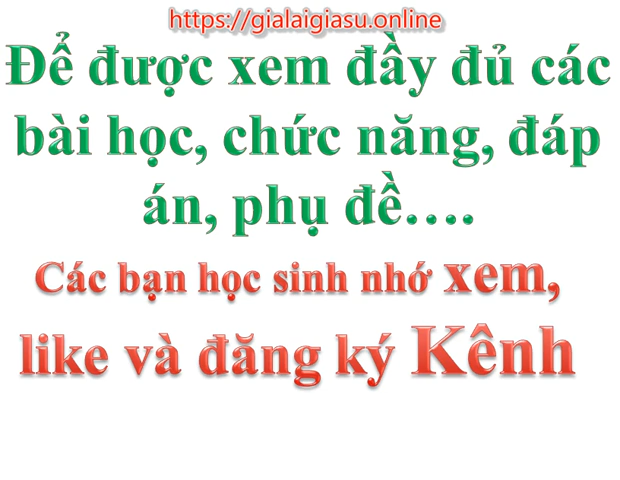 https://gialaigiasu.online
Để được xem đầy đủ các
bài học, chức năng, đáp
án, phụ đề....
Các bạn học sinh nhớ xem,
like và đăng ký Kênh